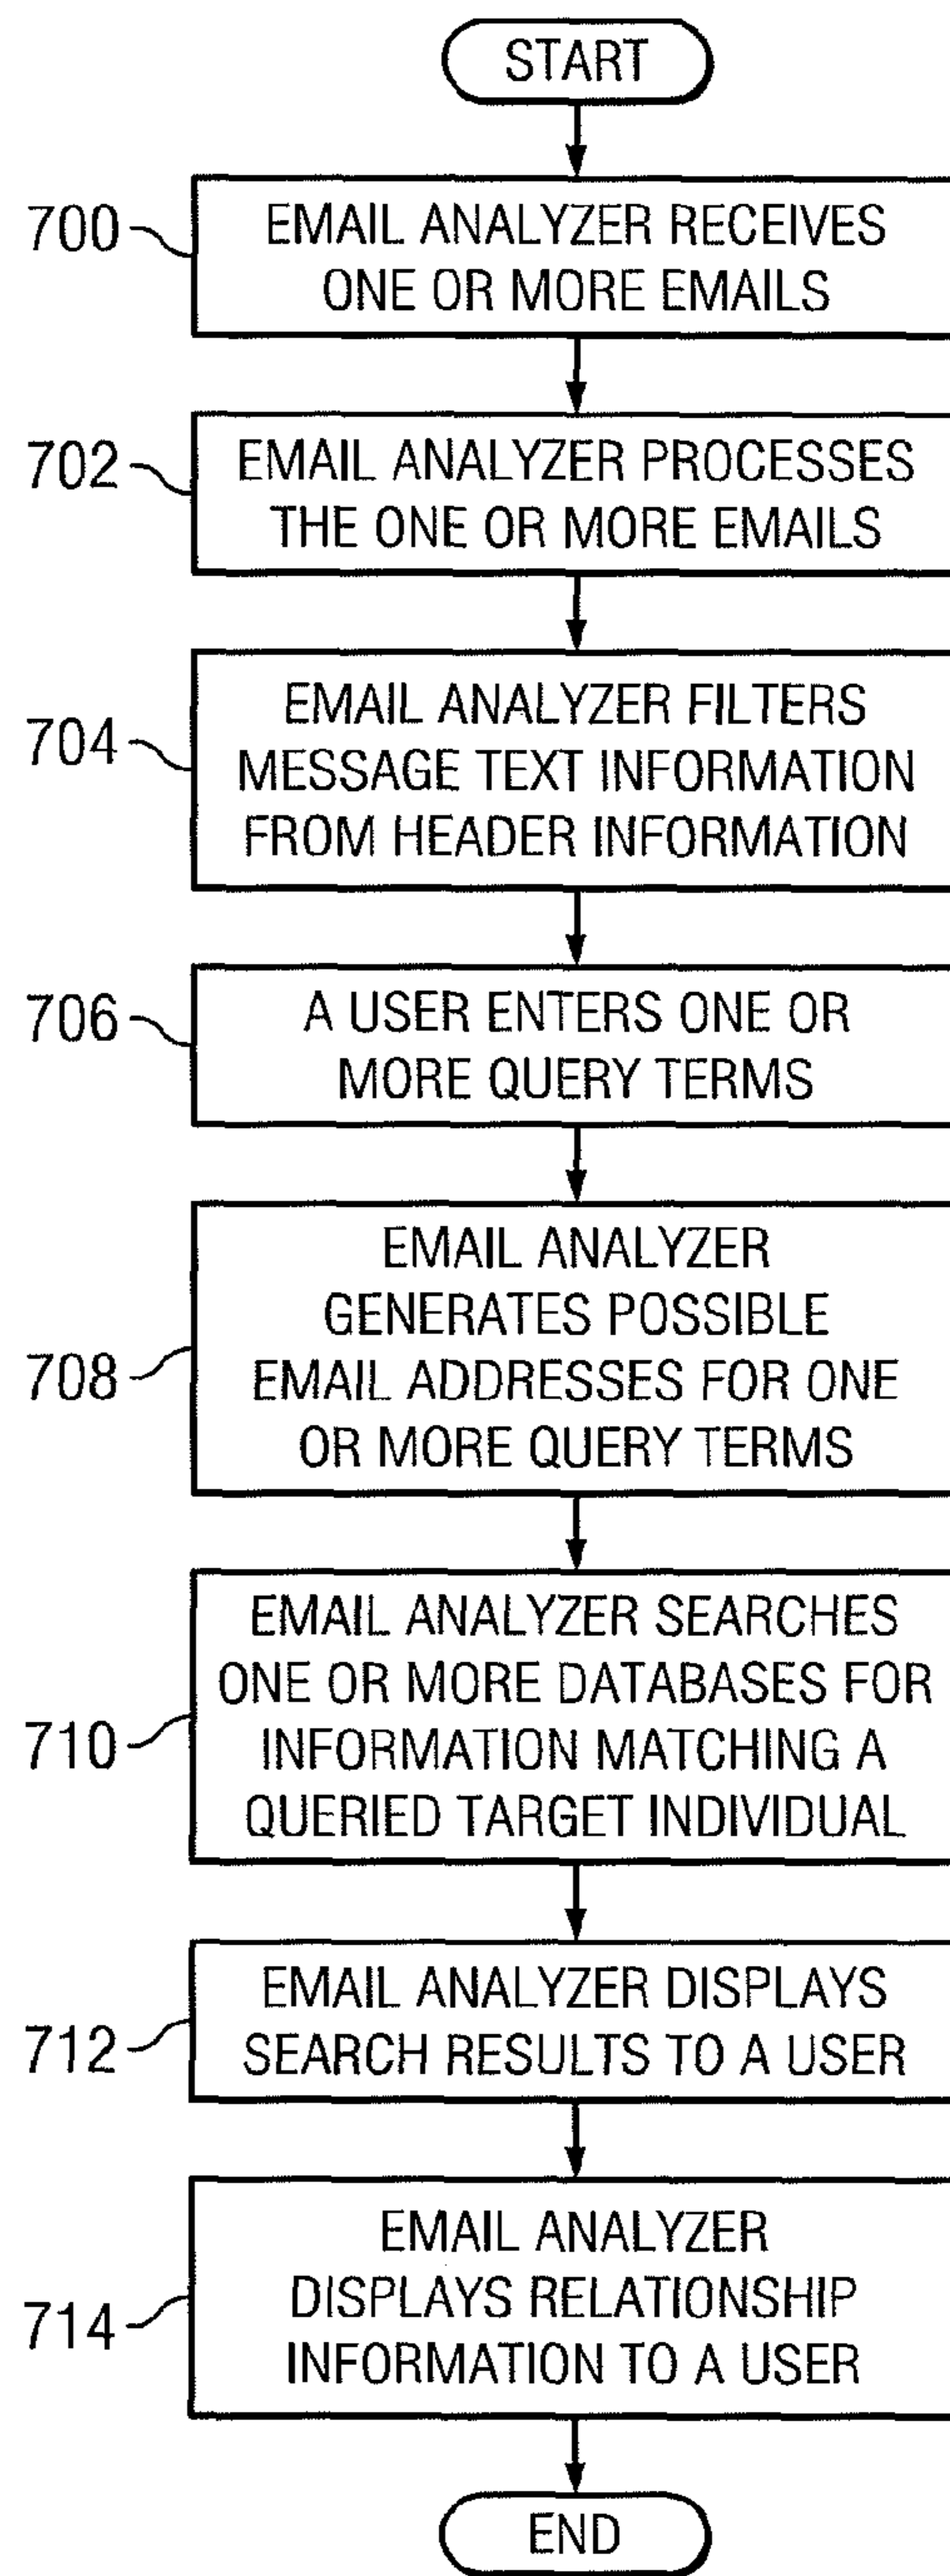 START
700
EMAIL ANALYZER RECEIVES
ONE OR MORE EMAILS
702
EMAIL ANALYZER PROCESSES
THE ONE OR MORE EMAILS
704
EMAIL ANALYZER FILTERS
MESSAGE TEXT INFORMATION
FROM HEADER INFORMATION
706
A USER ENTERS ONE OR
MORE QUERY TERMS
708
EMAIL ANALYZER
GENERATES POSSIBLE
EMAIL ADDRESSES FOR ONE
OR MORE QUERY TERMS
710
EMAIL ANALYZER SEARCHES
ONE OR MORE DATABASES FOR
INFORMATION MATCHING A
QUERIED TARGET INDIVIDUAL
712
EMAIL ANALYZER DISPLAYS
SEARCH RESULTS TO A USER
714
EMAIL ANALYZER
DISPLAYS RELATIONSHIP
INFORMATION TO A USER
END